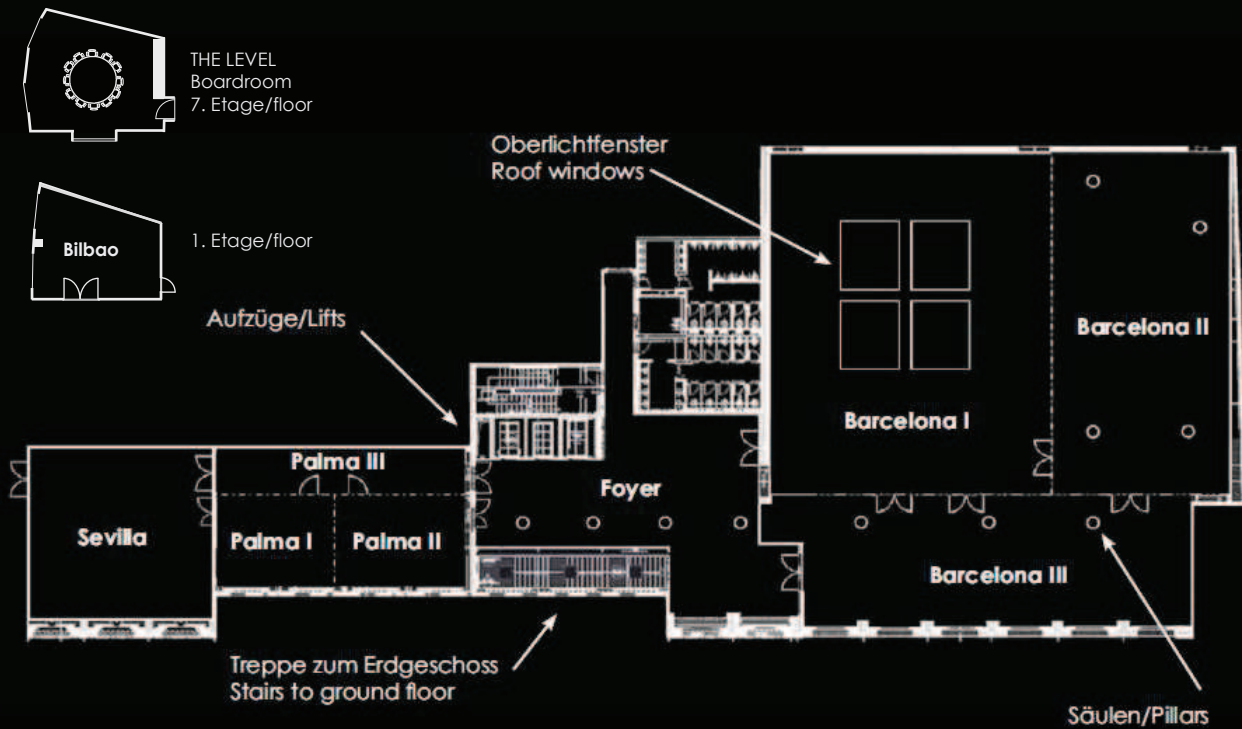 THE LEVEL
Boardroom
7. Etage/floor
Bilbao
1. Etage/floor
Oberlichtfenster
Roof windows
Aufzüge/Lifts
Barcelona II
Barcelona I
Palma III
Foyer
Sevilla
Palma I
Palma II
Barcelona III
Treppe zum Erdgeschoss
Stairs to ground floor
Säulen/Pillars